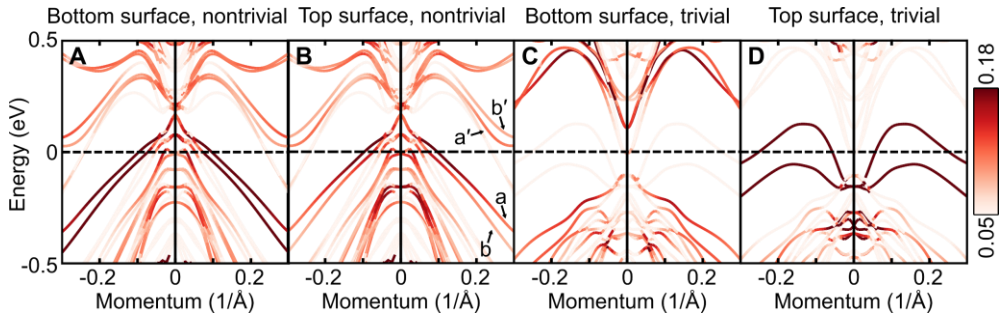 Bottom surface, nontrivial
Top surface, nontrivial
Bottom surface, trivial
Top surface, trivial
A
B
C
D
0.5
0
-0.5
Energy (eV)
b′
a′
a
b
0.18
0.05
-0.2 0 0.2
-0.2 0 0.2
-0.2 0 0.2
-0.2 0 0.2
Momentum (1/Å)
Momentum (1/Å)
Momentum (1/Å)
Momentum (1/Å)